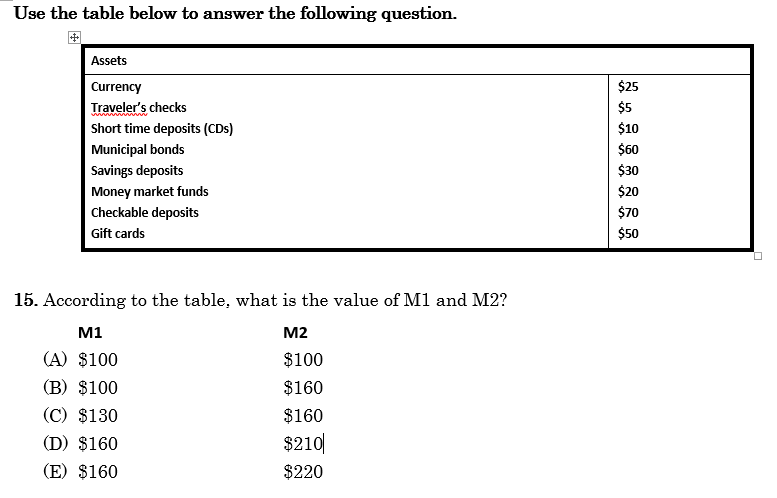 Use the table below to answer the following question.
Assets
Currency $25
Traveler's checks $5
Short time deposits (CDs) $10
Municipal bonds $60
Savings deposits $30
Money market funds $20
Checkable deposits $70
Gift cards $50
15. According to the table, what is the value of M1 and M2?
M1 M2
(A) $100 $100
(B) $100 $160
(C) $130 $160
(D) $160 $210
(E) $160 $220